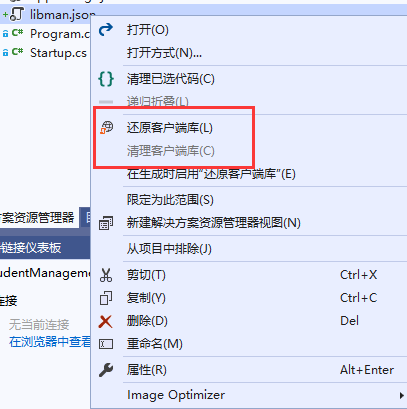 libman.json
Program.c
Startup.cs
打开(O)
打开方式(N)...
清理已选代码(C)
递归折叠(L)
还原客户端库(L)
清理客户端库(C)
在生成时启用"还原客户端库"(E)
限定为此范围(S)
新建解决方案资源管理器视图(N)
从项目中排除(J)
剪切(T) Ctrl+X
复制(Y) Ctrl+C
删除(D) Del
重命名(M)
属性(R) Alt+Enter
Image Optimizer
方案资源管理器
链接仪表板
udentManageme
连接
无当前连接
在浏览器中查看